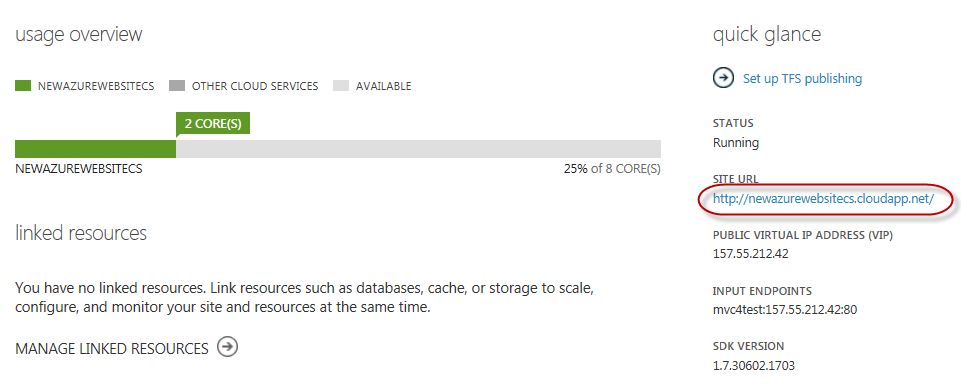 usage overview
NEWAZUREWEBSITECS OTHER CLOUD SERVICES AVAILABLE
2 CORE(S)
NEWAZUREWEBSITECS 25% of 8 CORE(S)
linked resources
You have no linked resources. Link resources such as databases, cache, or storage to scale,
configure, and monitor your site and resources at the same time.
MANAGE LINKED RESOURCES
quick glance
Set up TFS publishing
STATUS
Running
SITE URL
http://newazurewebsitecs.cloudapp.net/
PUBLIC VIRTUAL IP ADDRESS (VIP)
157.55.212.42
INPUT ENDPOINTS
mvc4test:157.55.212.42:80
SDK VERSION
1.7.30602.1703